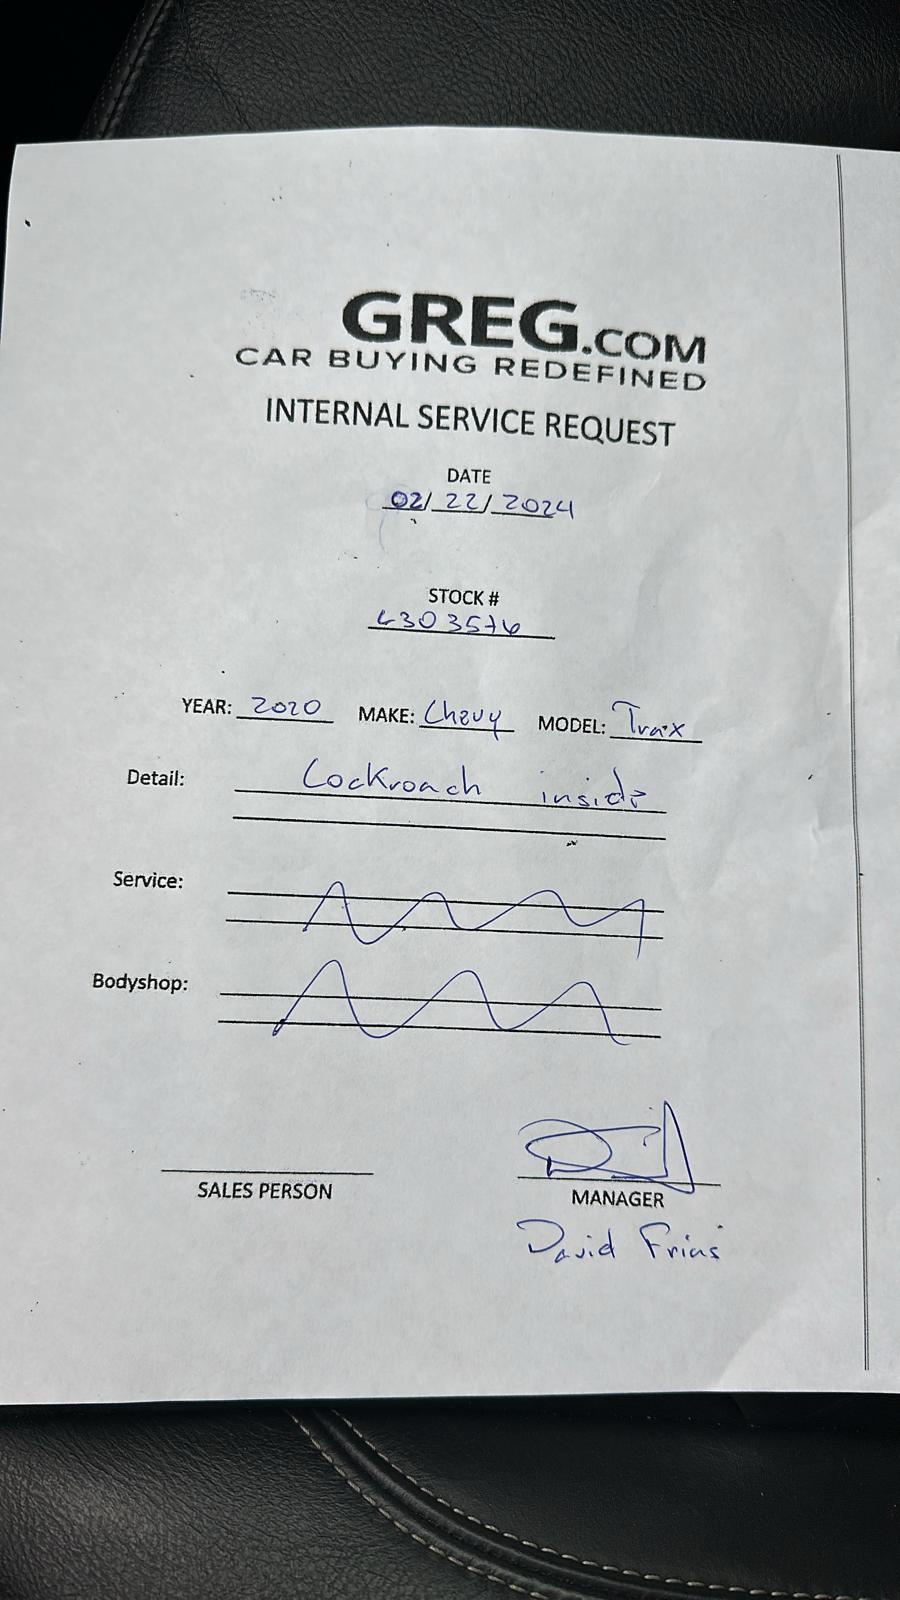 GREG.COM
CAR BUYING REDEFINED
INTERNAL SERVICE REQUEST
DATE
02/ 22/ 2024
STOCK #
YEAR: 2020 MAKE: Chevy MODEL: Trax
Detail: Cockroach inside
Service:
Bodyshop:
SALES PERSON
MANAGER
David Frias